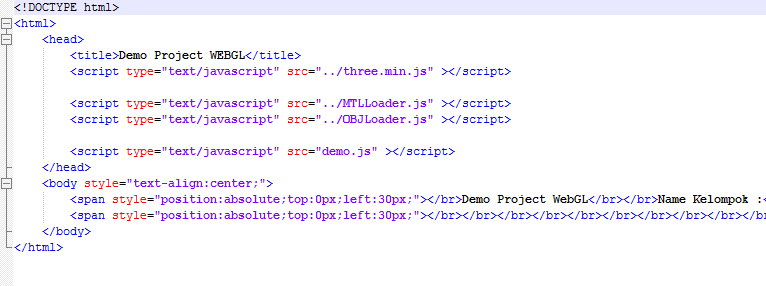 <!DOCTYPE html>
<html>
<head>
<title>Demo Project WEBGL</title>
<script type="text/javascript" src="../three.min.js" ></script>
<script type="text/javascript" src="../MTLLoader.js" ></script>
<script type="text/javascript" src="../OBJLoader.js" ></script>
<script type="text/javascript" src="demo.js" ></script>
</head>
<body style="text-align:center;">
<span style="position:absolute;top:0px;left:30px;"></br>Demo Project WebGL</br></br>Name Kelompok :<
<span style="position:absolute;top:0px;left:30px;"></br></br></br></br></br></br></br></br></br></b
</body>
</html>